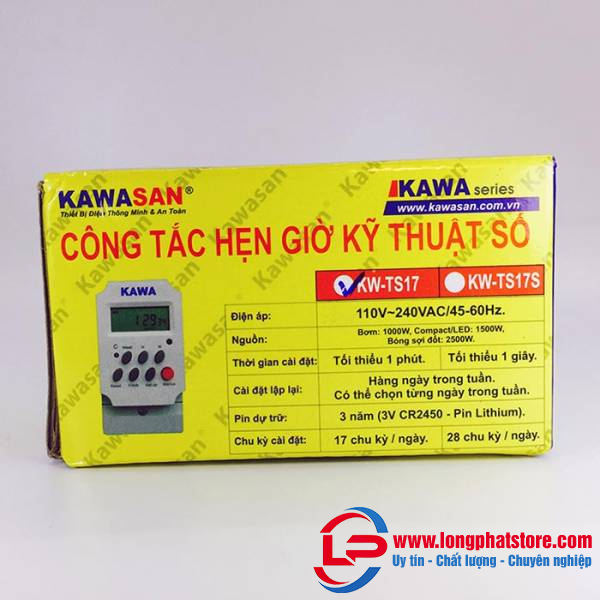 KAWASAN®
Thiết Bị Điện Thông Minh & An Toàn
KAWA series
www.kawasan.com.vn
CÔNG TẮC HẸN GIỜ KỸ THUẬT SỐ
KW-TS17 KW-TS17S
KAWA
Điện áp: 110V~240VAC/45-60Hz.
Nguồn: Bơm: 1000W, Compact/LED: 1500W,
Bóng sợi đốt: 2500W.
Thời gian cài đặt: Tối thiểu 1 phút. Tối thiểu 1 giây.
Cài đặt lập lại: Hàng ngày trong tuần.
Có thể chọn từng ngày trong tuần.
Pin dự trữ: 3 năm (3V CR2450 - Pin Lithium).
Chu kỳ cài đặt: 17 chu kỳ / ngày. 28 chu kỳ / ngày.
LP
www.longphatstore.com
Uy tín - Chất lượng - Chuyên nghiệp